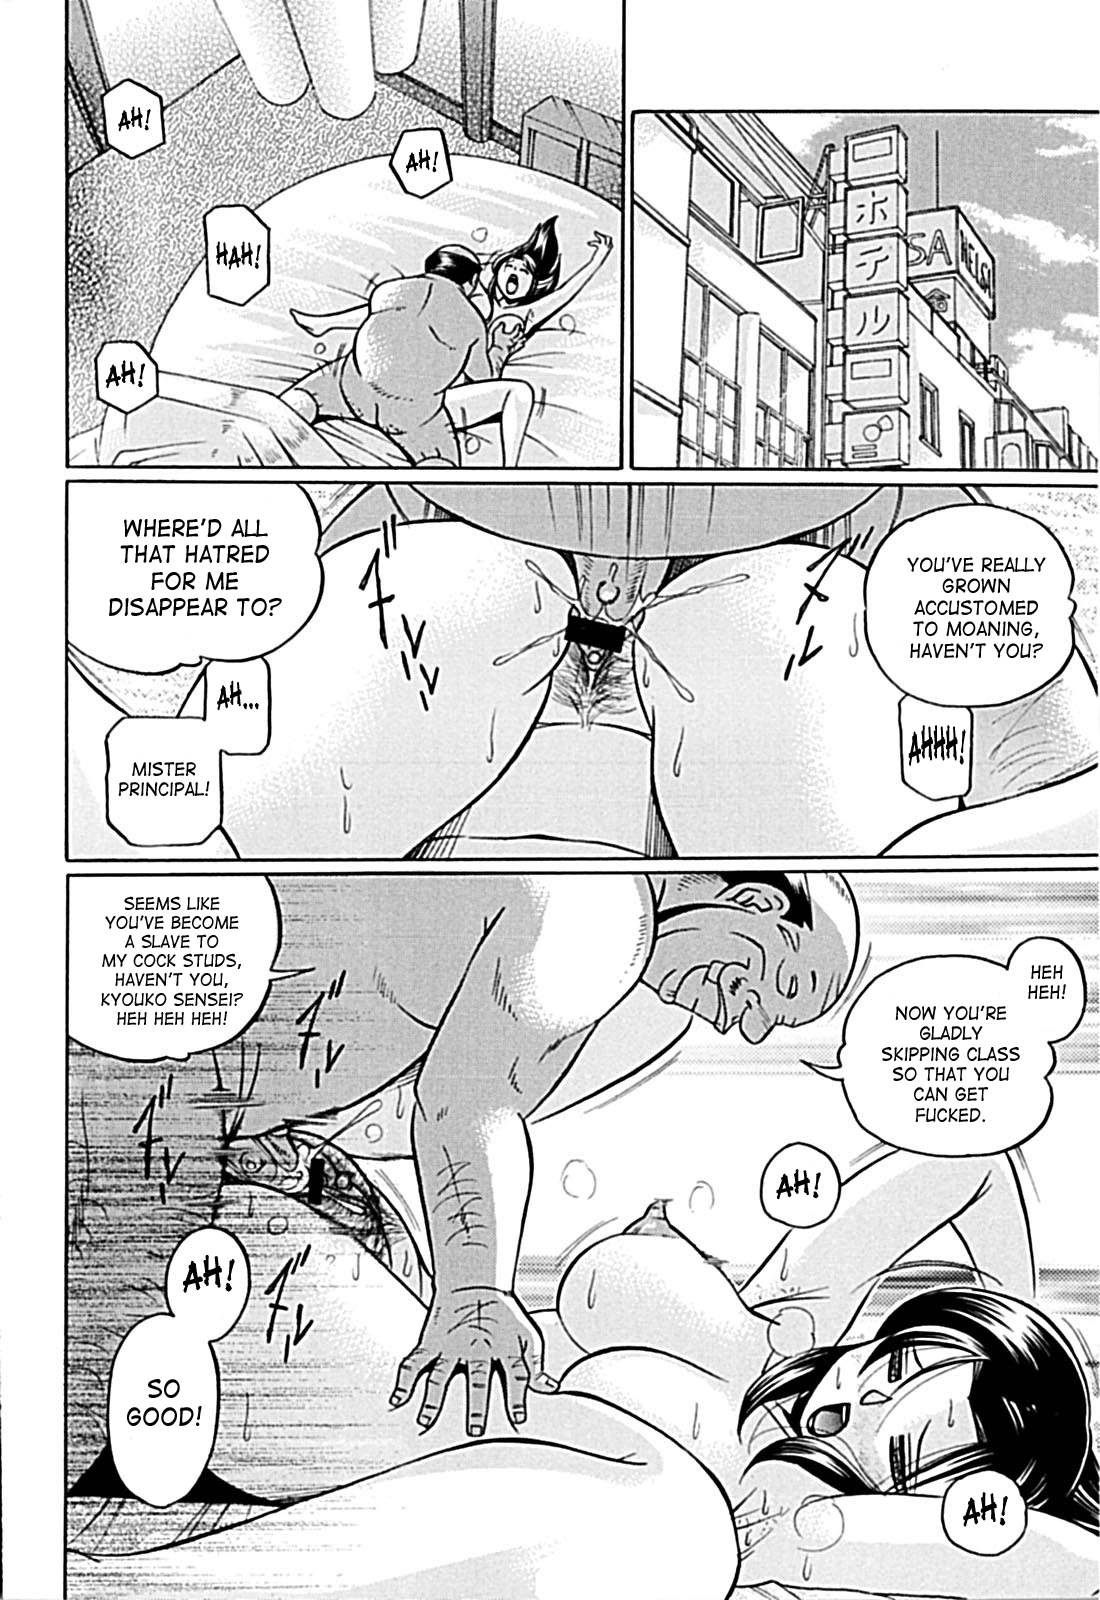 ホテルロ
SA
AH!
AH!
HAH!
AH!
YOU'VE REALLY
GROWN
ACCUSTOMED
TO MOANING,
HAVEN'T YOU?
AHHH!
WHERE'D ALL
THAT HATRED
FOR ME
DISAPPEAR TO?
AH...
MISTER
PRINCIPAL!
HEH
HEH!
NOW YOU'RE
GLADLY
SKIPPING CLASS
SO THAT YOU
CAN GET
FUCKED.
AH!
SEEMS LIKE
YOU'VE BECOME
A SLAVE TO
MY COCK STUDS,
HAVEN'T YOU,
KYOUKO SENSEI?
HEH HEH HEH!
AH!
SO
GOOD!
AH!